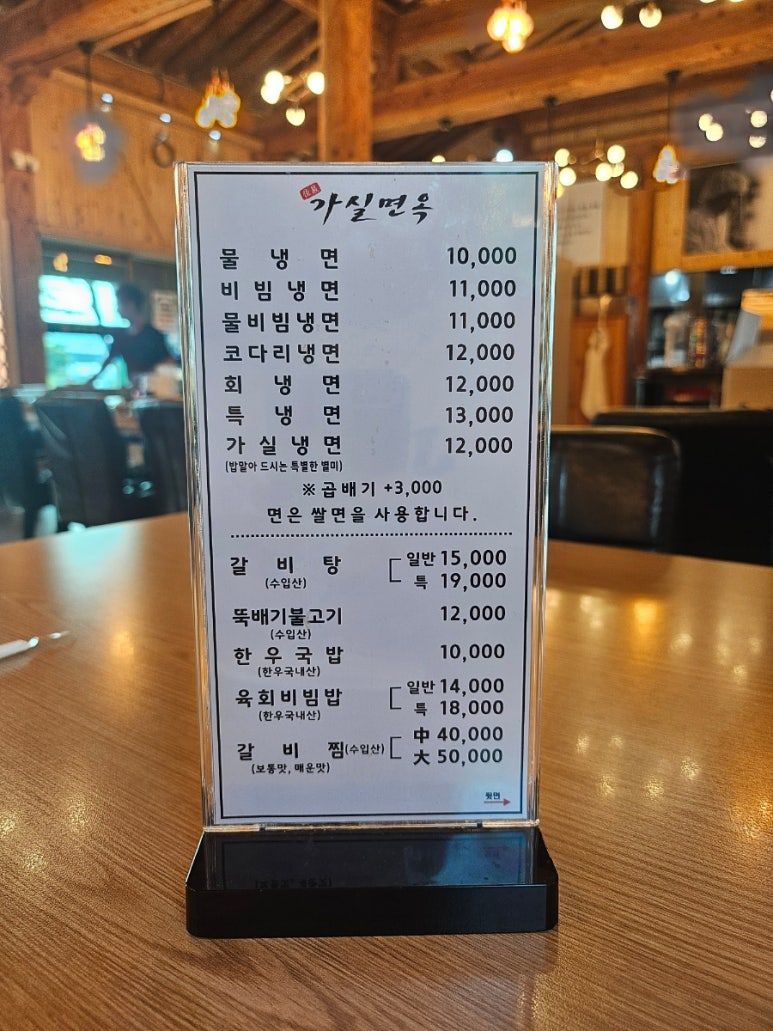 가실면옥
물냉면 10,000
비빔냉면 11,000
물비빔냉면 11,000
코다리냉면 12,000
회냉면 12,000
특냉면 13,000
가실냉면 12,000
(밥말아 드시는 특별한 별미)
※ 곱배기 +3,000
면은 쌀면을 사용합니다.
갈비탕 일반 15,000
(수입산) 특 19,000
뚝배기불고기 12,000
(수입산)
한우국밥 10,000
(한우국내산)
육회비빔밥 일반 14,000
(한우국내산) 특 18,000
갈비찜(수입산) 中 40,000
(보통맛, 매운맛) 大 50,000
뒷면